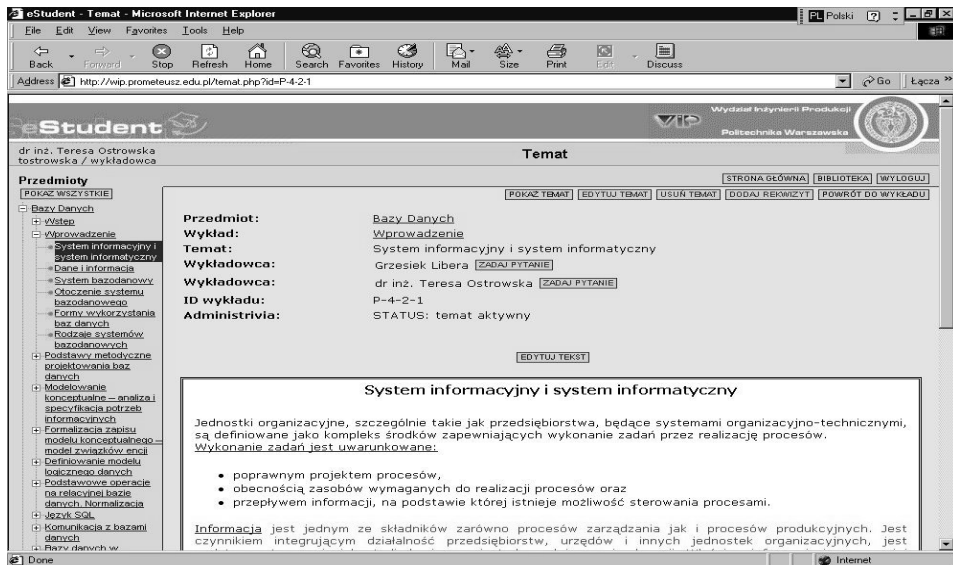 eStudent - Temat - Microsoft Internet Explorer
PL Polski
File Edit View Favorites Tools Help
Back Forward Stop Refresh Home Search Favorites History Mail Size Print Edit Discuss
Address http://wip.prometeusz.edu.pl/temat.php?id=P-4-2-1 Go Łącza »
eStudent
WIP
Wydział Inżynierii Produkcji
Politechnika Warszawska
dr inż. Teresa Ostrowska
tostrowska / wykładowca
Temat
Przedmioty
POKAŻ WSZYSTKIE
Bazy Danych
Wstęp
Wprowadzenie
System informacyjny i
system informatyczny
Dane i informacja
System bazodanowy
Otoczenie systemu
bazodanowego
Formy wykorzystania
baz danych
Rodzaje systemów
bazodanowych
Podstawy metodyczne
projektowania baz
danych
Modelowanie
konceptualne – analiza i
specyfikacja potrzeb
informacyjnych
Formalizacja zapisu
modelu konceptualnego –
model związków encji
Definiowanie modelu
logicznego danych
Podstawowe operacje
na relacyjnej bazie
danych. Normalizacja
Język SQL
Komunikacja z bazami
danych
Bazy danych w
STRONA GŁÓWNA BIBLIOTEKA WYLOGUJ
POKAŻ TEMAT EDYTUJ TEMAT USUŃ TEMAT DODAJ REKWIZYT POWRÓT DO WYKŁADU
Przedmiot: Bazy Danych
Wykład: Wprowadzenie
Temat: System informacyjny i system informatyczny
Wykładowca: Grzesiek Libera ZADAJ PYTANIE
Wykładowca: dr inż. Teresa Ostrowska ZADAJ PYTANIE
ID wykładu: P-4-2-1
Administrivia: STATUS: temat aktywny
EDYTUJ TEKST
System informacyjny i system informatyczny
Jednostki organizacyjne, szczególnie takie jak przedsiębiorstwa, będące systemami organizacyjno-technicznymi,
są definiowane jako kompleks środków zapewniających wykonanie zadań przez realizację procesów.
Wykonanie zadań jest uwarunkowane:
• poprawnym projektem procesów,
• obecnością zasobów wymaganych do realizacji procesów oraz
• przepływem informacji, na podstawie której istnieje możliwość sterowania procesami.
Informacja jest jednym ze składników zarówno procesów zarządzania jak i procesów produkcyjnych. Jest
czynnikiem integrującym działalność przedsiębiorstw, urzędów i innych jednostek organizacyjnych, jest
Done
Internet